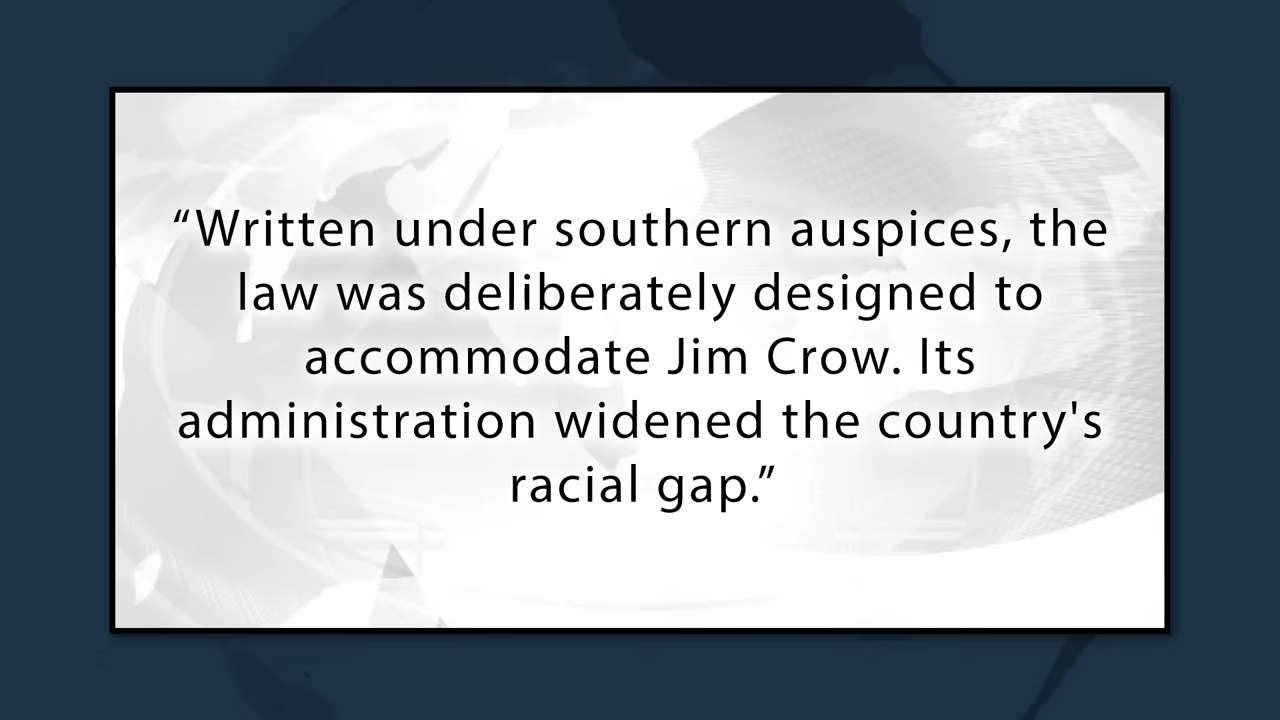 “Written under southern auspices, the
law was deliberately designed to
accommodate Jim Crow. Its
administration widened the country's
racial gap.”